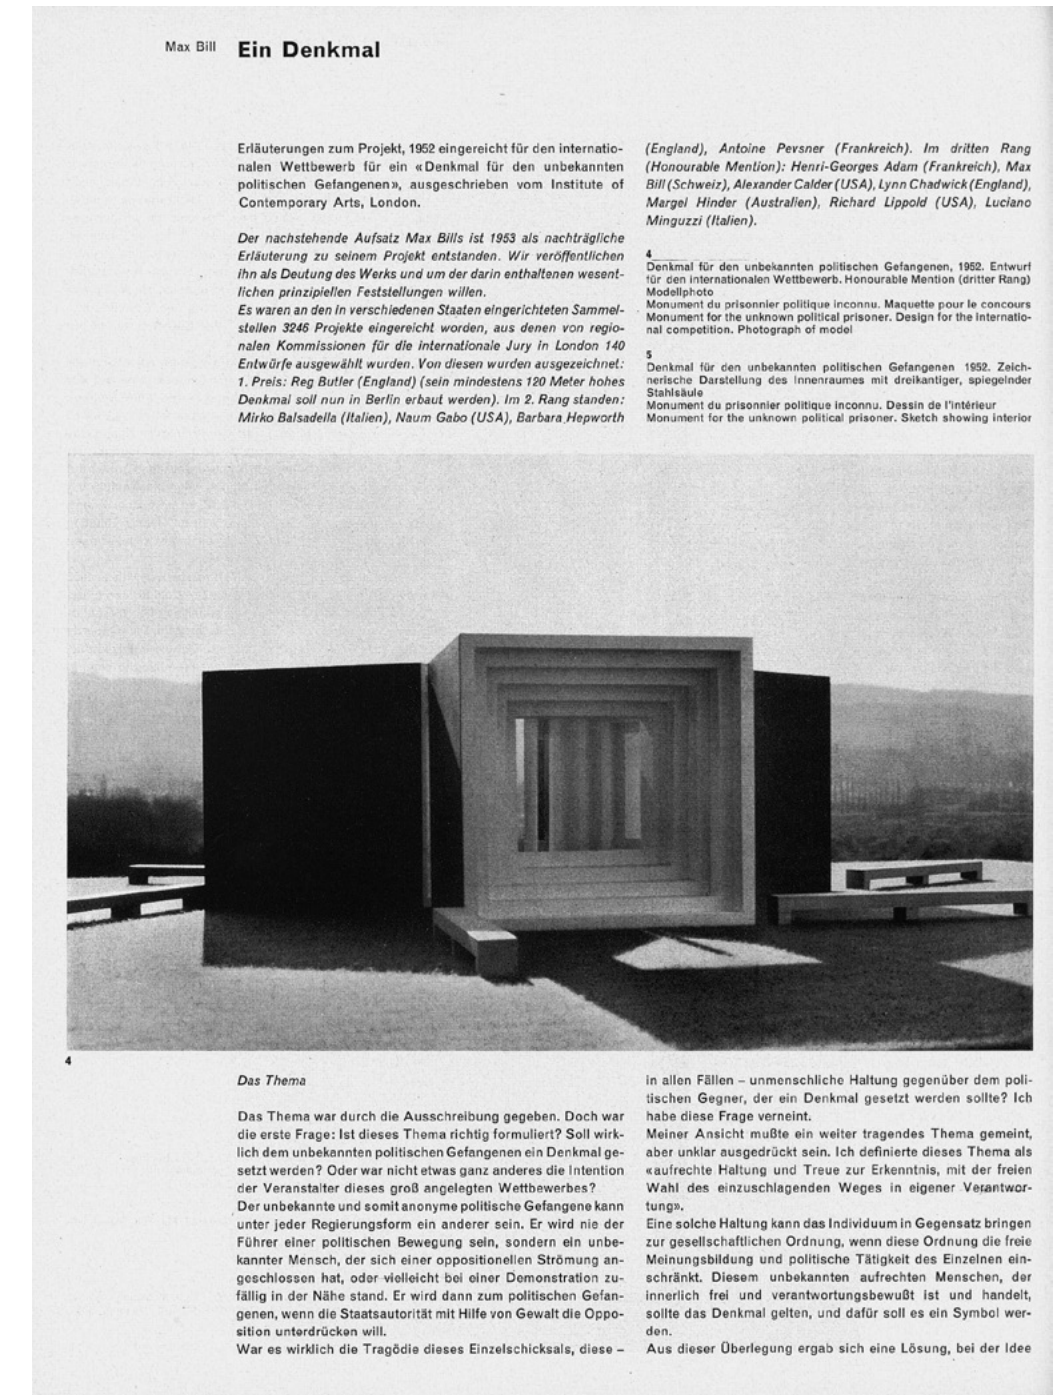 Max Bill Ein Denkmal
Erläuterungen zum Projekt, 1952 eingereicht für den internatio-
nalen Wettbewerb für ein «Denkmal für den unbekannten
politischen Gefangenen», ausgeschrieben vom Institute of
Contemporary Arts, London.
Der nachstehende Aufsatz Max Bills ist 1953 als nachträgliche
Erläuterung zu seinem Projekt entstanden. Wir veröffentlichen
ihn als Deutung des Werks und um der darin enthaltenen wesent-
lichen prinzipiellen Feststellungen willen.
Es waren an den in verschiedenen Staaten eingerichteten Sammel-
stellen 3246 Projekte eingereicht worden, aus denen von regio-
nalen Kommissionen für die internationale Jury in London 140
Entwürfe ausgewählt wurden. Von diesen wurden ausgezeichnet:
1. Preis: Reg Butler (England) (sein mindestens 120 Meter hohes
Denkmal soll nun in Berlin erbaut werden). Im 2. Rang standen:
Mirko Balsadella (Italien), Naum Gabo (USA), Barbara Hepworth
(England), Antoine Pevsner (Frankreich). Im dritten Rang
(Honourable Mention): Henri-Georges Adam (Frankreich), Max
Bill (Schweiz), Alexander Calder (USA), Lynn Chadwick (England),
Margel Hinder (Australien), Richard Lippold (USA), Luciano
Minguzzi (Italien).
4
Denkmal für den unbekannten politischen Gefangenen, 1952. Entwurf
für den internationalen Wettbewerb. Honourable Mention (dritter Rang)
Modellphoto
Monument du prisonnier politique inconnu. Maquette pour le concours
Monument for the unknown political prisoner. Design for the internatio-
nal competition. Photograph of model
5
Denkmal für den unbekannten politischen Gefangenen 1952. Zeich-
nerische Darstellung des Innenraumes mit dreikantiger, spiegelnder
Stahlsäule
Monument du prisonnier politique inconnu. Dessin de l'intérieur
Monument for the unknown political prisoner. Sketch showing interior
4
Das Thema
Das Thema war durch die Ausschreibung gegeben. Doch war
die erste Frage: Ist dieses Thema richtig formuliert? Soll wirk-
lich dem unbekannten politischen Gefangenen ein Denkmal ge-
setzt werden? Oder war nicht etwas ganz anderes die Intention
der Veranstalter dieses groß angelegten Wettbewerbes?
Der unbekannte und somit anonyme politische Gefangene kann
unter jeder Regierungsform ein anderer sein. Er wird nie der
Führer einer politischen Bewegung sein, sondern ein unbe-
kannter Mensch, der sich einer oppositionellen Strömung an-
geschlossen hat, oder vielleicht bei einer Demonstration zu-
fällig in der Nähe stand. Er wird dann zum politischen Gefan-
genen, wenn die Staatsautorität mit Hilfe von Gewalt die Oppo-
sition unterdrücken will.
War es wirklich die Tragödie dieses Einzelschicksals, diese –
in allen Fällen – unmenschliche Haltung gegenüber dem poli-
tischen Gegner, der ein Denkmal gesetzt werden sollte? Ich
habe diese Frage verneint.
Meiner Ansicht mußte ein weiter tragendes Thema gemeint,
aber unklar ausgedrückt sein. Ich definierte dieses Thema als
«aufrechte Haltung und Treue zur Erkenntnis, mit der freien
Wahl des einzuschlagenden Weges in eigener Verantwor-
tung».
Eine solche Haltung kann das Individuum in Gegensatz bringen
zur gesellschaftlichen Ordnung, wenn diese Ordnung die freie
Meinungsbildung und politische Tätigkeit des Einzelnen ein-
schränkt. Diesem unbekannten aufrechten Menschen, der
innerlich frei und verantwortungsbewußt ist und handelt,
sollte das Denkmal gelten, und dafür soll es ein Symbol wer-
den.
Aus dieser Überlegung ergab sich eine Lösung, bei der Idee